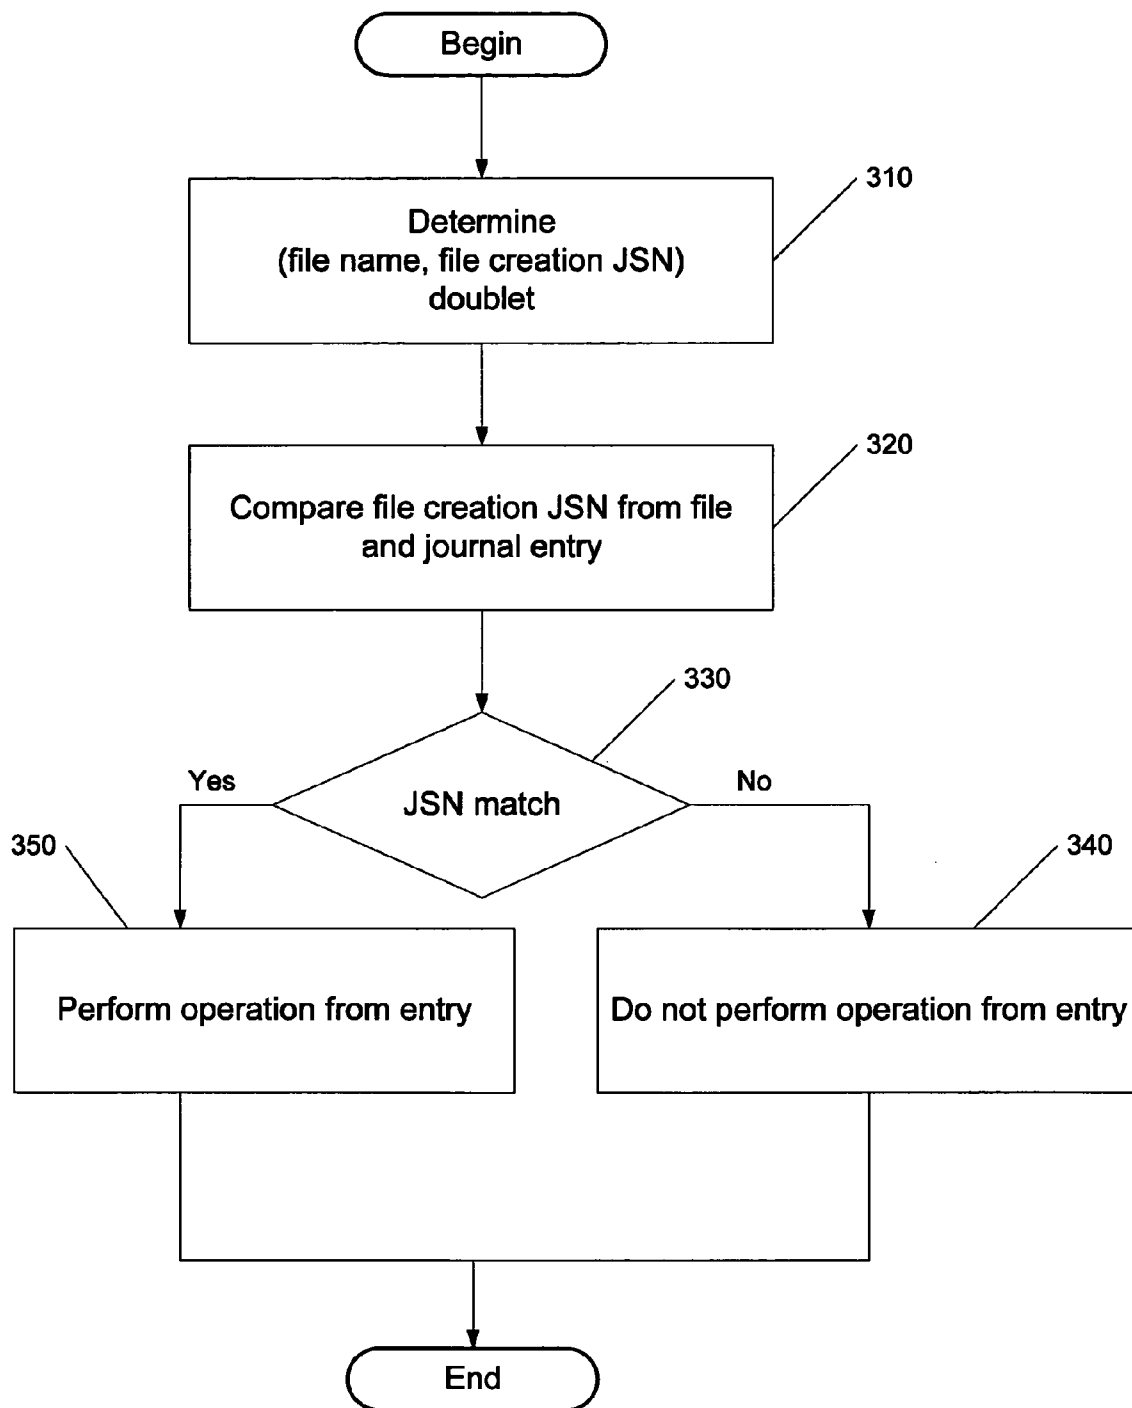 Begin
310
Determine
(file name, file creation JSN)
doublet
320
Compare file creation JSN from file
and journal entry
330
Yes
No
JSN match
350
340
Perform operation from entry
Do not perform operation from entry
End